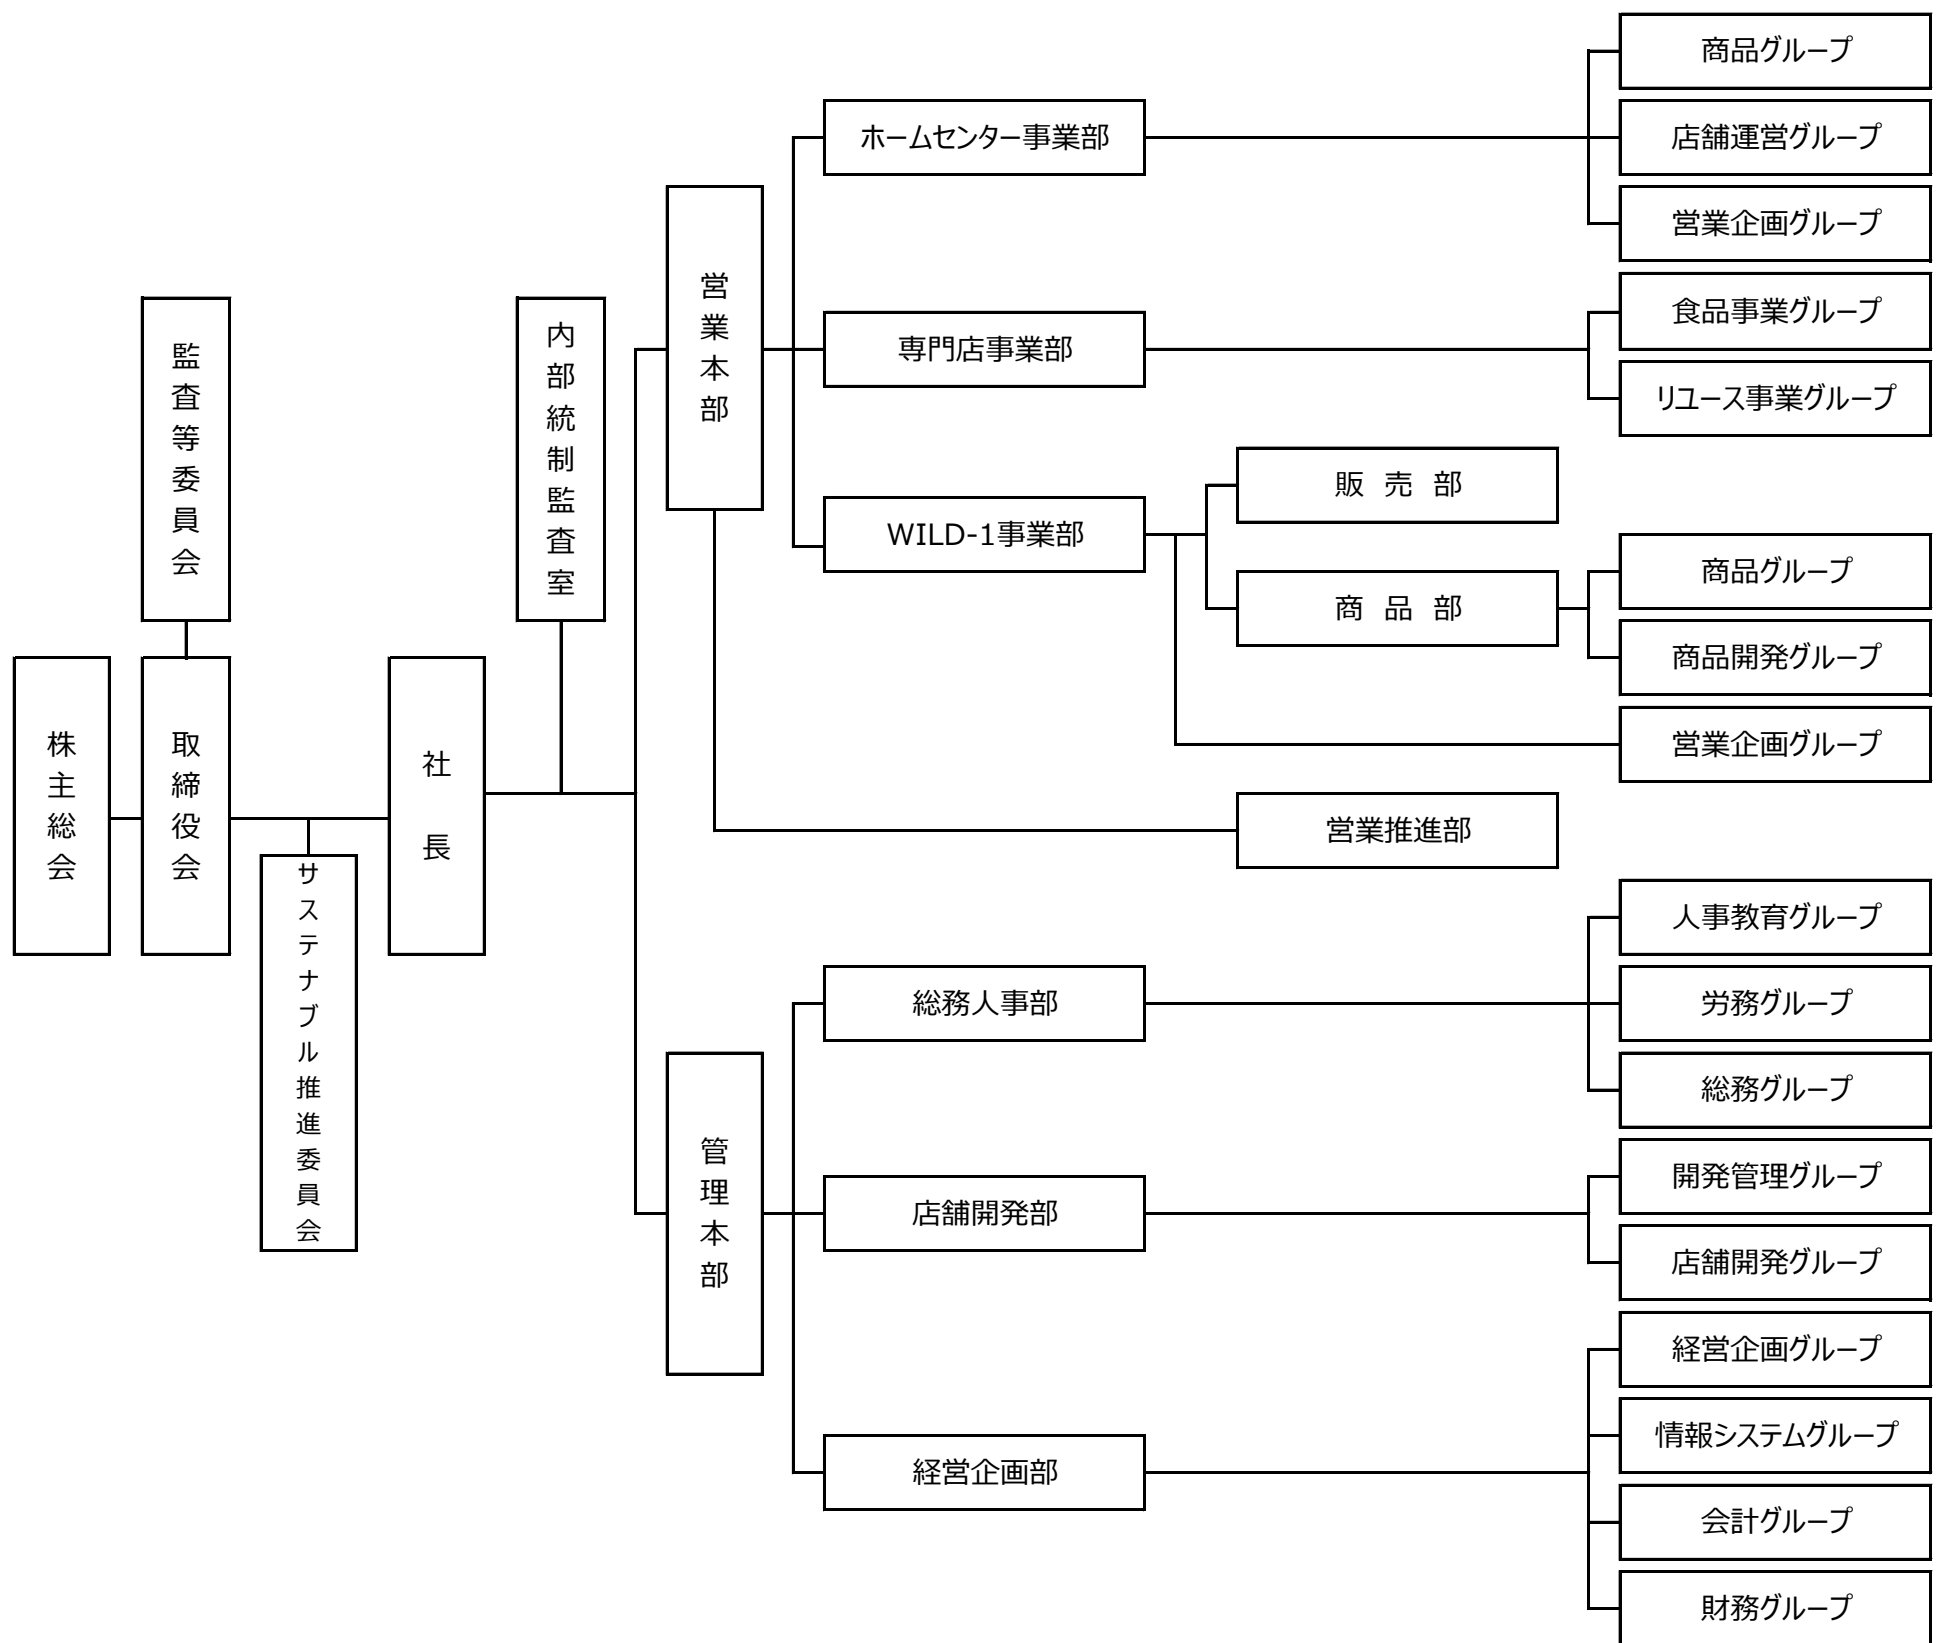 株主総会
監査等委員会
取締役会
サステナブル推進委員会
社長
内部統制監査室
営業本部
ホームセンター事業部
商品グループ
店舗運営グループ
営業企画グループ
専門店事業部
食品事業グループ
リユース事業グループ
WILD-1事業部
販 売 部
商 品 部
商品グループ
商品開発グループ
営業企画グループ
営業推進部
管理本部
総務人事部
人事教育グループ
労務グループ
総務グループ
店舗開発部
開発管理グループ
店舗開発グループ
経営企画部
経営企画グループ
情報システムグループ
会計グループ
財務グループ